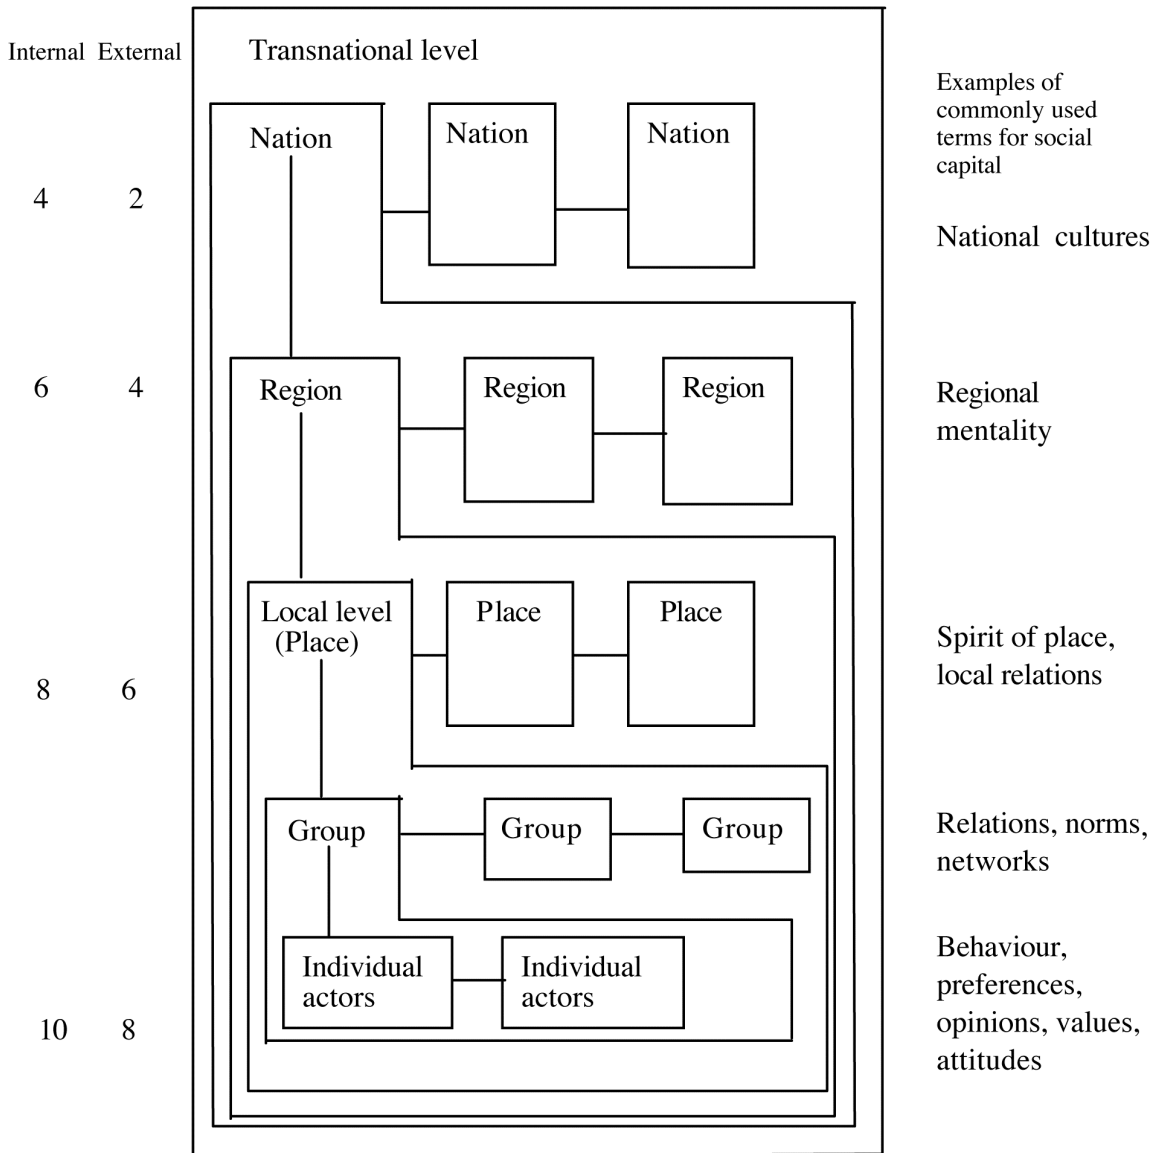 Internal External
Transnational level
Examples of
commonly used
terms for social
capital
Nation
Nation
Nation
4 2
National cultures
6 4
Region
Region
Region
Regional
mentality
Local level
(Place)
Place
Place
Spirit of place,
local relations
8 6
Group
Group
Group
Relations, norms,
networks
Individual
actors
Individual
actors
Behaviour,
preferences,
opinions, values,
attitudes
10 8